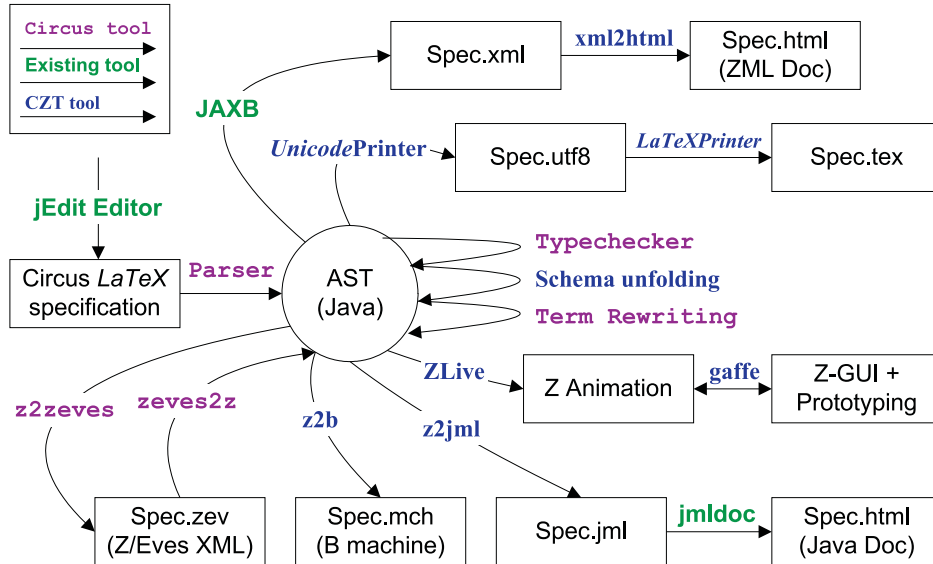 Circus tool
Existing tool
CZT tool
Spec.xml
xml2html
Spec.html
(ZML Doc)
JAXB
UnicodePrinter
Spec.utf8
LaTeXPrinter
Spec.tex
jEdit Editor
Circus LaTeX
specification
Parser
AST
(Java)
Typechecker
Schema unfolding
Term Rewriting
ZLive
Z Animation
gaffe
Z-GUI +
Prototyping
z2zeves
zeves2z
z2b
z2jml
Spec.zev
(Z/Eves XML)
Spec.mch
(B machine)
Spec.jml
jmldoc
Spec.html
(Java Doc)